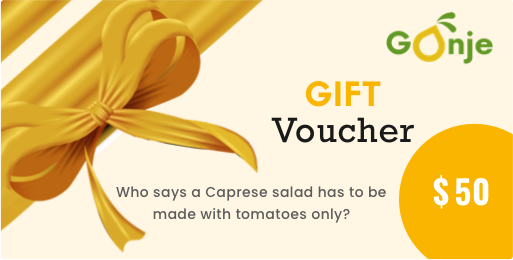 Gonje
GIFT
Voucher
Who says a Caprese salad has to be
made with tomatoes only?
$50